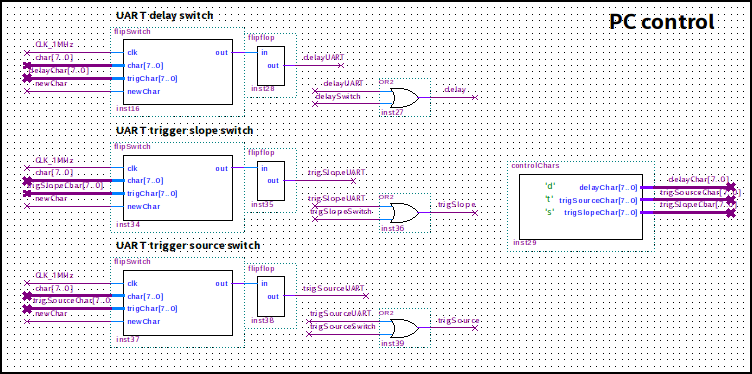 UART delay switch
PC control
flipSwitch
flipflop
CLK_1MHz
clk
out
in
char[7..0]
char[7..0]
out
delayUART
delayChar[7..0]
trigChar[7..0]
newChar
newChar
inst16
inst28
delayUART
OR2
delaySwitch
delay
inst27
UART trigger slope switch
flipSwitch
flipflop
CLK_1MHz
clk
out
in
char[7..0]
char[7..0]
out
trigSlopeUART
trigSlopeChar[7..0]
trigChar[7..0]
newChar
newChar
inst34
inst35
trigSlopeUART
OR2
trigSlopeSwitch
trigSlope
inst36
controlChars
'd'
delayChar[7..0]
delayChar[7..0]
't'
trigSourceChar[7..0]
trigSourceChar[7..0]
's'
trigSlopeChar[7..0]
trigSlopeChar[7..0]
inst29
UART trigger source switch
flipSwitch
flipflop
CLK_1MHz
clk
out
in
char[7..0]
char[7..0]
out
trigSourceUART
trigSourceChar[7..0]
trigChar[7..0]
newChar
newChar
inst37
inst38
trigSourceUART
OR2
trigSourceSwitch
trigSource
inst39